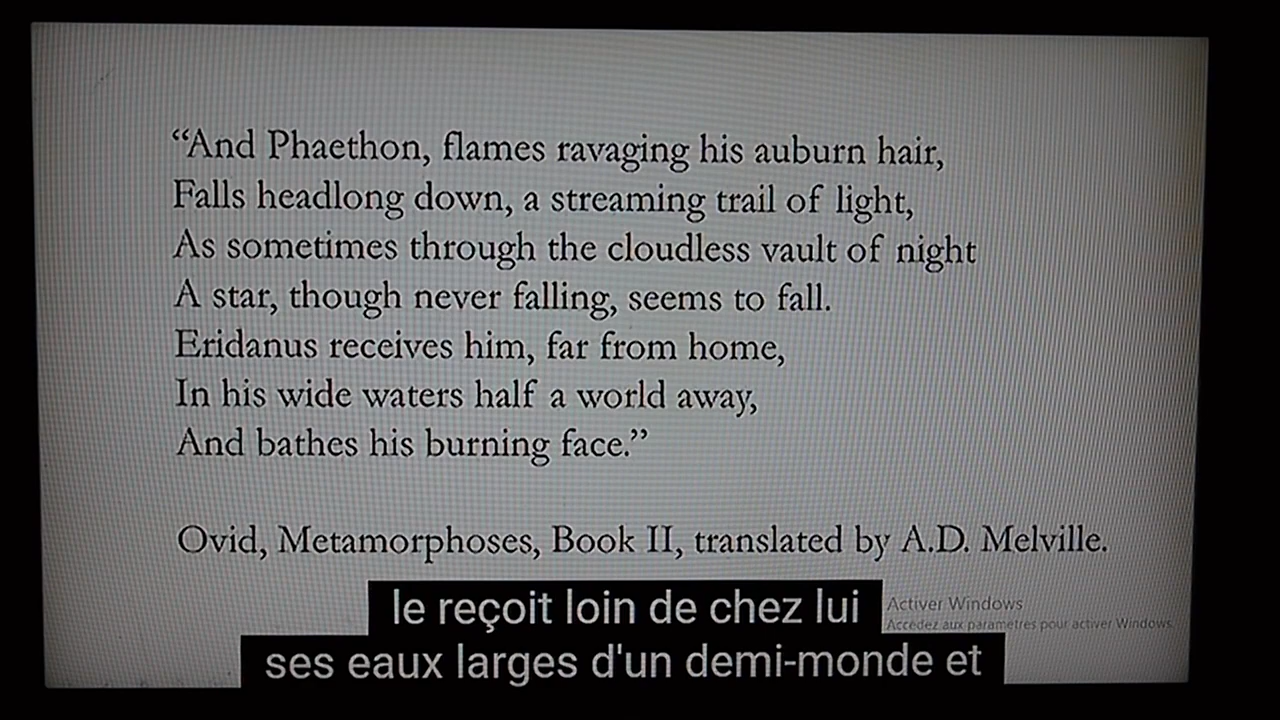 “And Phaethon, flames ravaging his auburn hair,
Falls headlong down, a streaming trail of light,
As sometimes through the cloudless vault of night
A star, though never falling, seems to fall.
Eridanus receives him, far from home,
In his wide waters half a world away,
And bathes his burning face.”
Ovid, Metamorphoses, Book II, translated by A.D. Melville.
le reçoit loin de chez lui
ses eaux larges d'un demi-monde et
Activer Windows
Accédez aux paramètres pour activer Windows.